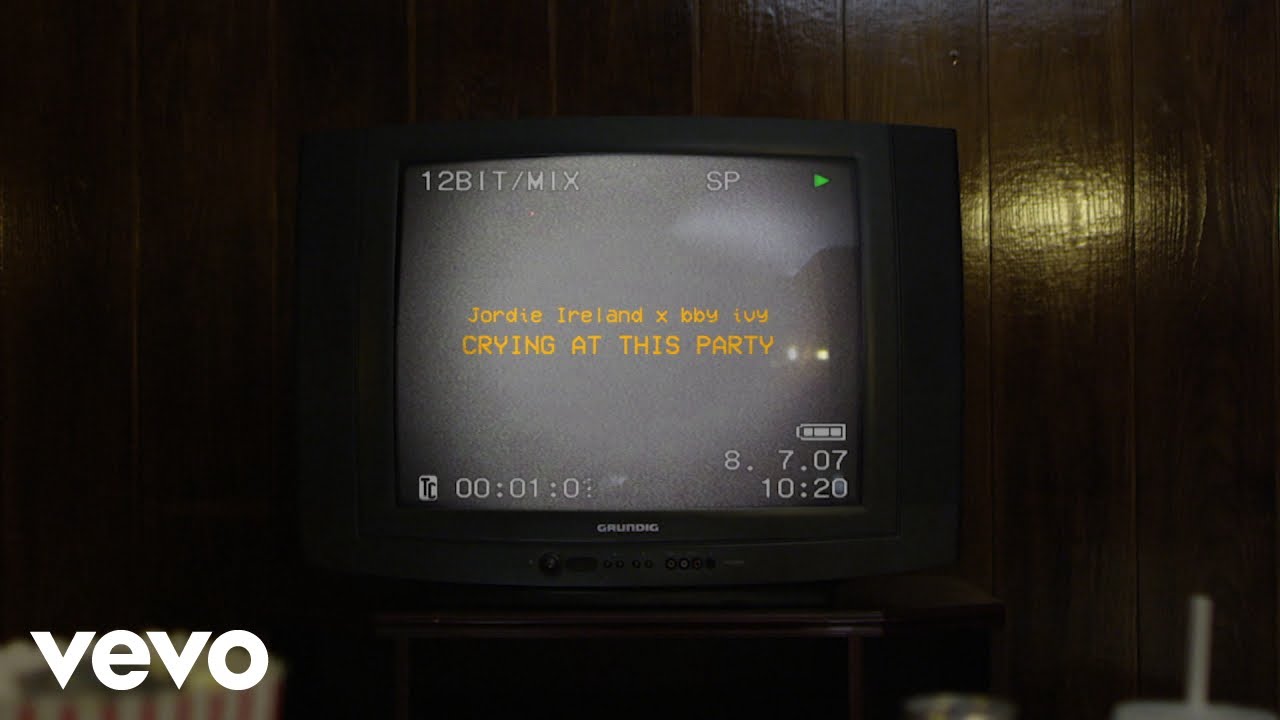 12BIT/MIX SP
Jordie Ireland x bby ivy
CRYING AT THIS PARTY
8. 7.07
TC 00:01:0
10:20
GRUNDIG
vevo